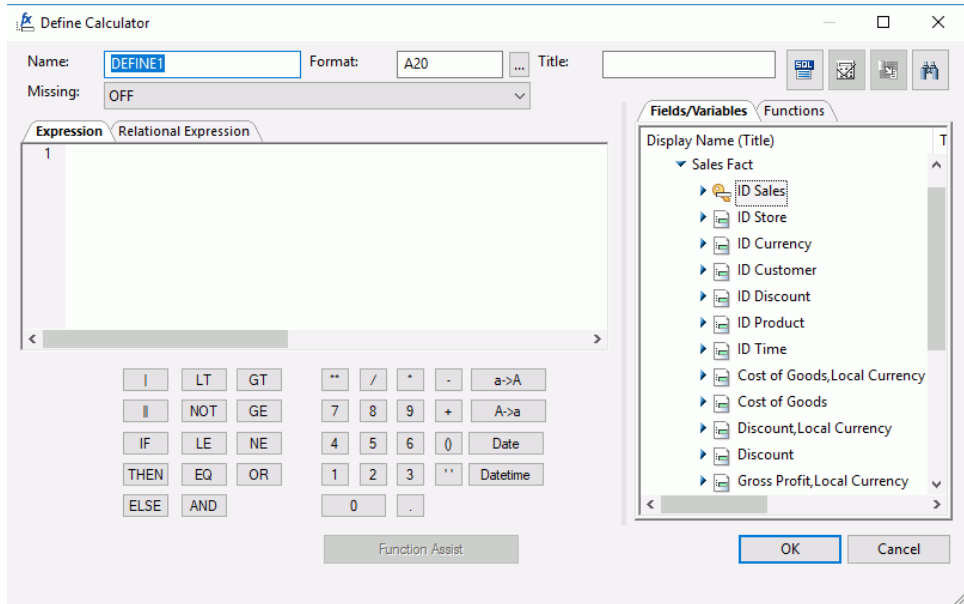 Define Calculator
Name: DEFINE1 Format: A20 ... Title:
SQL
Missing: OFF
Expression Relational Expression
1
Fields/Variables Functions
Display Name (Title) T
Sales Fact
ID Sales
ID Store
ID Currency
ID Customer
ID Discount
ID Product
ID Time
Cost of Goods,Local Currency
Cost of Goods
Discount,Local Currency
Discount
Gross Profit,Local Currency
| LT GT ** / * - a->A
|| NOT GE 7 8 9 + A->a
IF LE NE 4 5 6 () Date
THEN EQ OR 1 2 3 ' ' Datetime
ELSE AND 0 .
Function Assist
OK Cancel